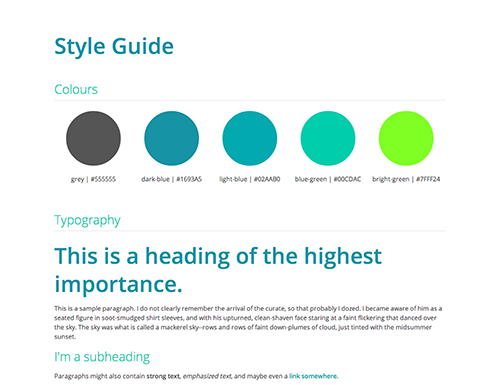 Style Guide
Colours
grey | #555555 dark-blue | #1693A5 light-blue | #02AAB0 blue-green | #00CDAC bright-green | #7FFF24
Typography
This is a heading of the highest
importance.
This is a sample paragraph. I do not clearly remember the arrival of the curate, so that probably I dozed. I became aware of him as a
seated figure in soot-smudged shirt sleeves, and with his upturned, clean-shaven face staring at a faint flickering that danced over
the sky. The sky was what is called a mackerel sky--rows and rows of faint down-plumes of cloud, just tinted with the midsummer
sunset.
I'm a subheading
Paragraphs might also contain strong text, emphasized text, and maybe even a link somewhere.